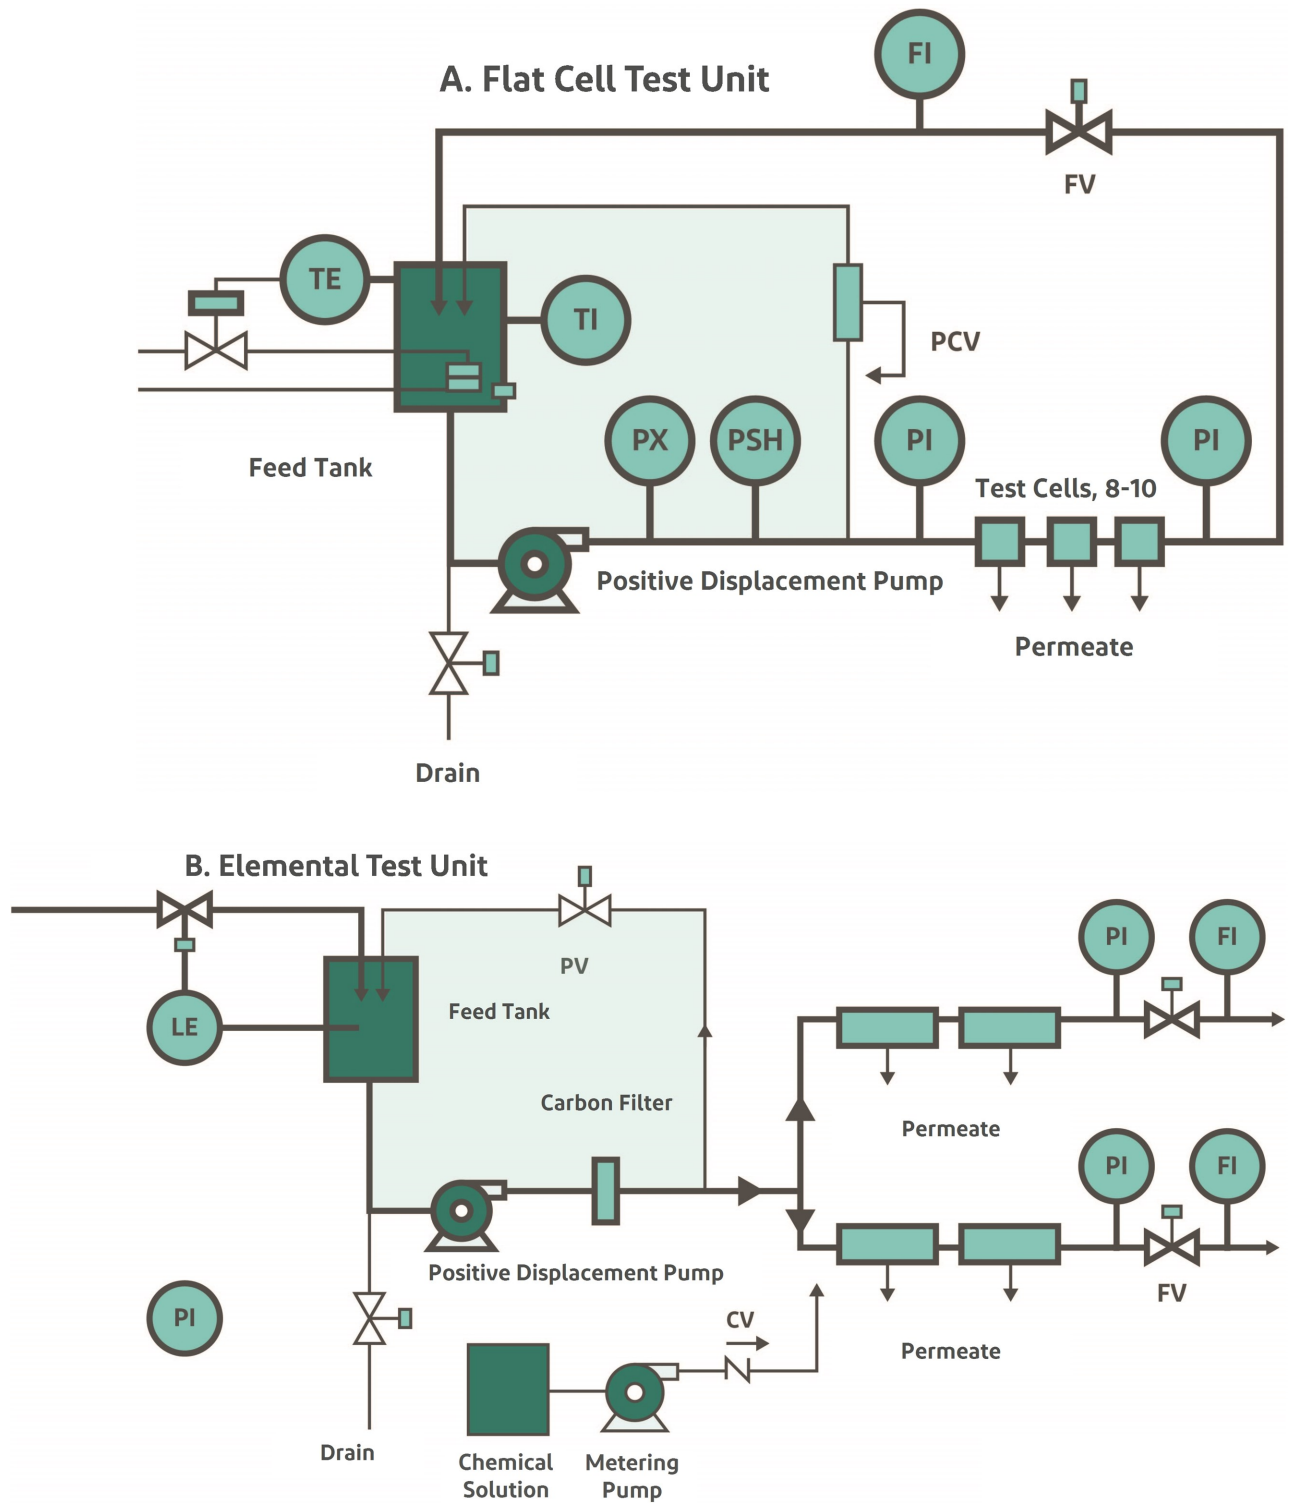 FI
A. Flat Cell Test Unit
FV
TE
TI
PCV
PX
PSH
PI
PI
Feed Tank
Test Cells, 8-10
Positive Displacement Pump
Permeate
Drain
B. Elemental Test Unit
PV
PI
FI
Feed Tank
LE
Carbon Filter
Permeate
PI
FI
Positive Displacement Pump
FV
PI
CV
Permeate
Drain
Chemical
Solution
Metering
Pump